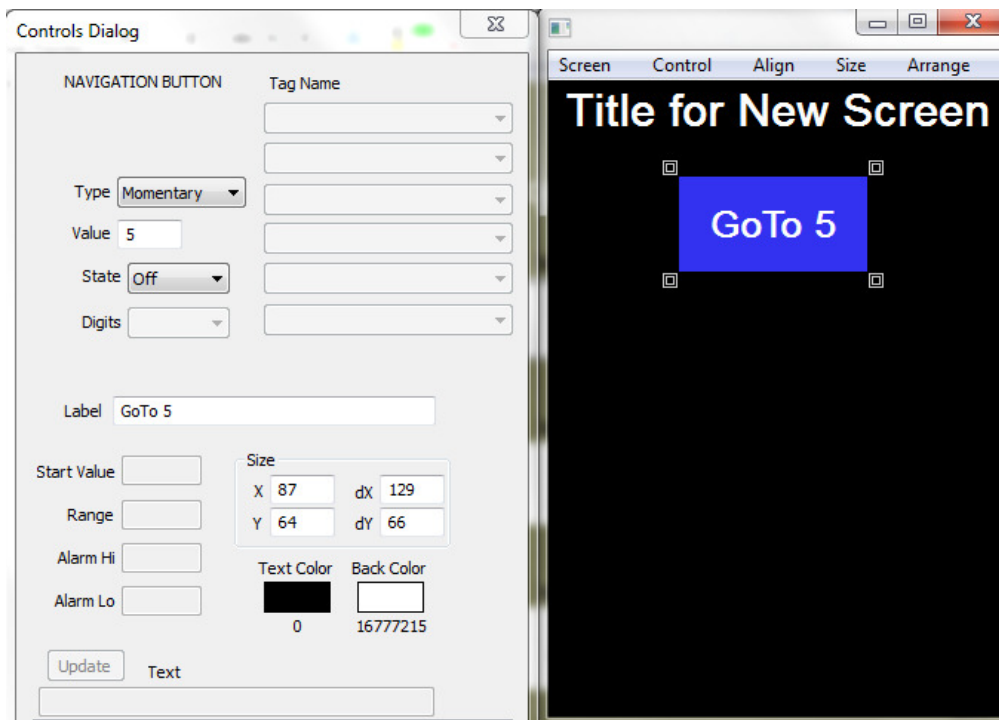 Controls Dialog
NAVIGATION BUTTON
Tag Name
Type Momentary
Value 5
State Off
Digits
Label GoTo 5
Start Value
Range
Alarm Hi
Alarm Lo
Size
X 87 dX 129
Y 64 dY 66
Text Color Back Color
0 16777215
Update Text
Screen Control Align Size Arrange
Title for New Screen
GoTo 5